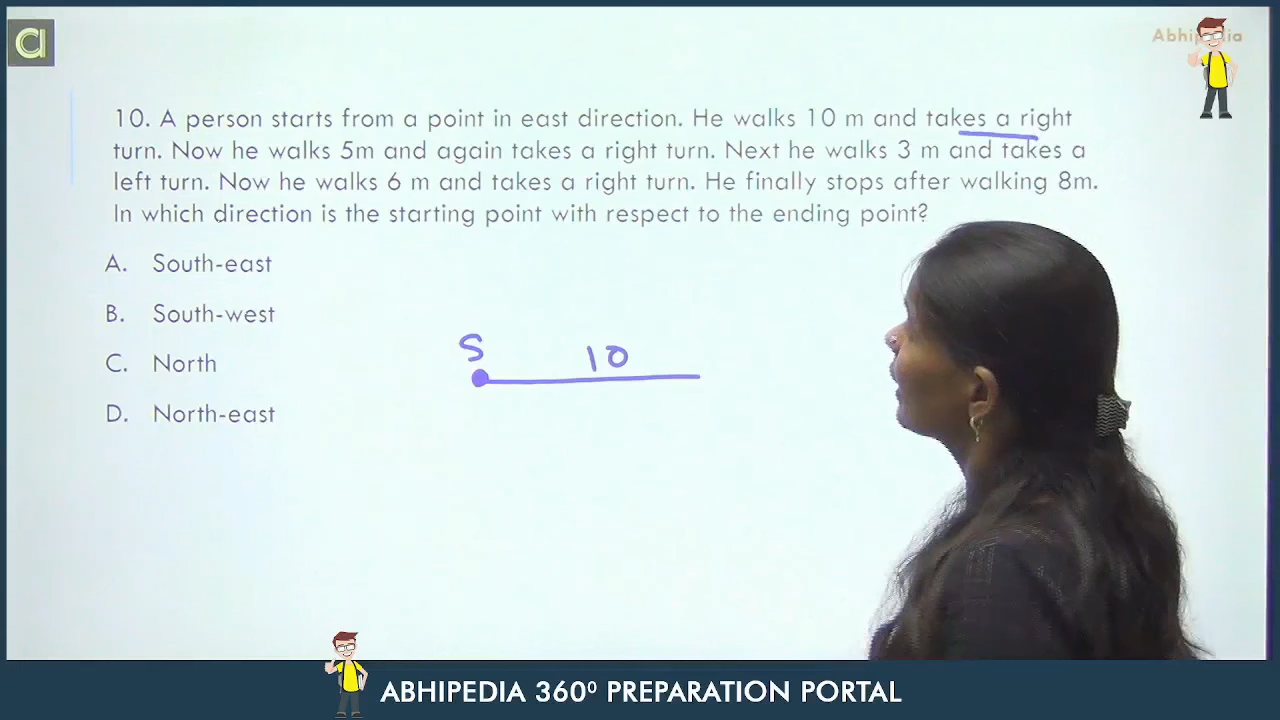 Abhipedia
10. A person starts from a point in east direction. He walks 10 m and takes a right
turn. Now he walks 5m and again takes a right turn. Next he walks 3 m and takes a
left turn. Now he walks 6 m and takes a right turn. He finally stops after walking 8m.
In which direction is the starting point with respect to the ending point?
A. South-east
B. South-west
C. North
D. North-east
S
10
ABHIPEDIA 360⁰ PREPARATION PORTAL